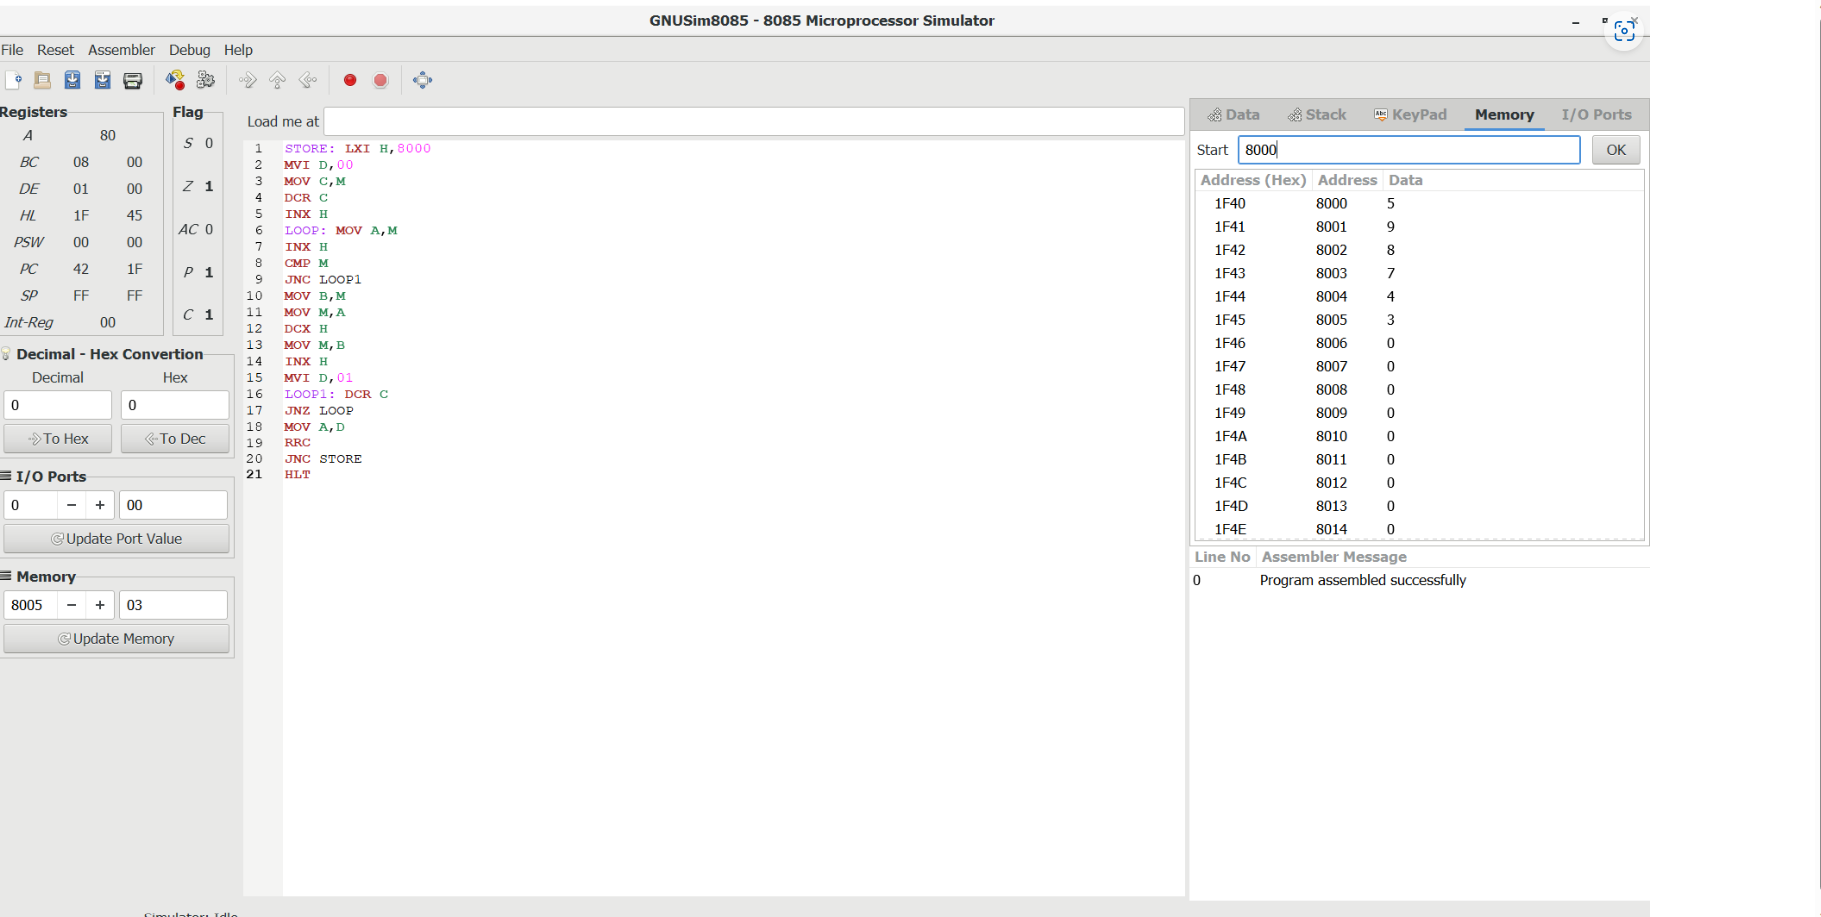 GNUSim8085 - 8085 Microprocessor Simulator
File Reset Assembler Debug Help
Registers
A 80
BC 08 00
DE 01 00
HL 1F 45
PSW 00 00
PC 42 1F
SP FF FF
Int-Reg 00
Flag
S 0
Z 1
AC 0
P 1
C 1
Decimal - Hex Convertion
Decimal Hex
0 0
To Hex To Dec
I/O Ports
0 - + 00
Update Port Value
Memory
8005 - + 03
Update Memory
Load me at
1 STORE: LXI H,8000
2 MVI D,00
3 MOV C,M
4 DCR C
5 INX H
6 LOOP: MOV A,M
7 INX H
8 CMP M
9 JNC LOOP1
10 MOV B,M
11 MOV M,A
12 DCX H
13 MOV M,B
14 INX H
15 MVI D,01
16 LOOP1: DCR C
17 JNZ LOOP
18 MOV A,D
19 RRC
20 JNC STORE
21 HLT
Data Stack Abc KeyPad Memory I/O Ports
Start 8000 OK
Address (Hex) Address Data
1F40 8000 5
1F41 8001 9
1F42 8002 8
1F43 8003 7
1F44 8004 4
1F45 8005 3
1F46 8006 0
1F47 8007 0
1F48 8008 0
1F49 8009 0
1F4A 8010 0
1F4B 8011 0
1F4C 8012 0
1F4D 8013 0
1F4E 8014 0
Line No Assembler Message
0 Program assembled successfully
Simulator: Idle